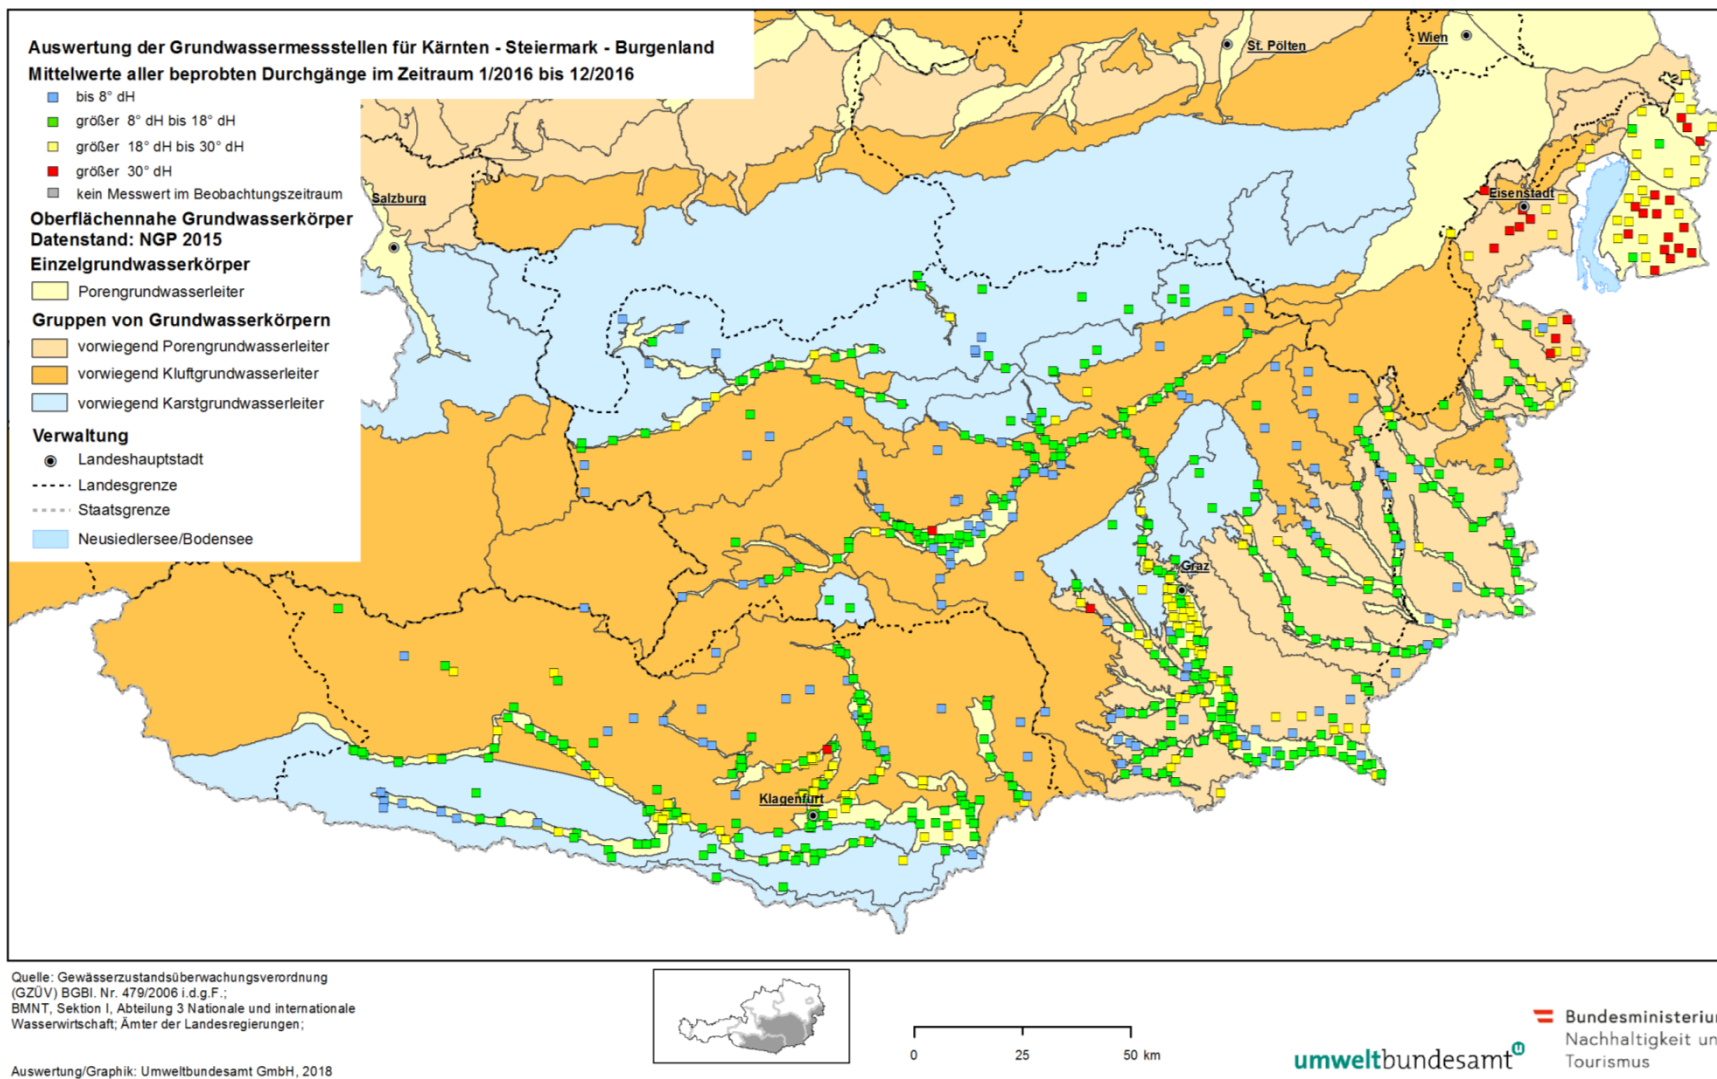 Auswertung der Grundwassermessstellen für Kärnten - Steiermark - Burgenland
Mittelwerte aller beprobten Durchgänge im Zeitraum 1/2016 bis 12/2016
bis 8° dH
größer 8° dH bis 18° dH
größer 18° dH bis 30° dH
größer 30° dH
kein Messwert im Beobachtungszeitraum
Oberflächennahe Grundwasserkörper
Datenstand: NGP 2015
Einzelgrundwasserkörper
Porengrundwasserleiter
Gruppen von Grundwasserkörpern
vorwiegend Porengrundwasserleiter
vorwiegend Kluftgrundwasserleiter
vorwiegend Karstgrundwasserleiter
Verwaltung
Landeshauptstadt
Landesgrenze
Staatsgrenze
Neusiedlersee/Bodensee
St. Pölten
Wien
Salzburg
Eisenstadt
Graz
Klagenfurt
Quelle: Gewässerzustandsüberwachungsverordnung
(GZÜV) BGBl. Nr. 479/2006 i.d.g.F.;
BMNT, Sektion I, Abteilung 3 Nationale und internationale
Wasserwirtschaft; Ämter der Landesregierungen;
Auswertung/Graphik: Umweltbundesamt GmbH, 2018
0 25 50 km
umweltbundesamt u
Bundesministeriu
Nachhaltigkeit un
Tourismus